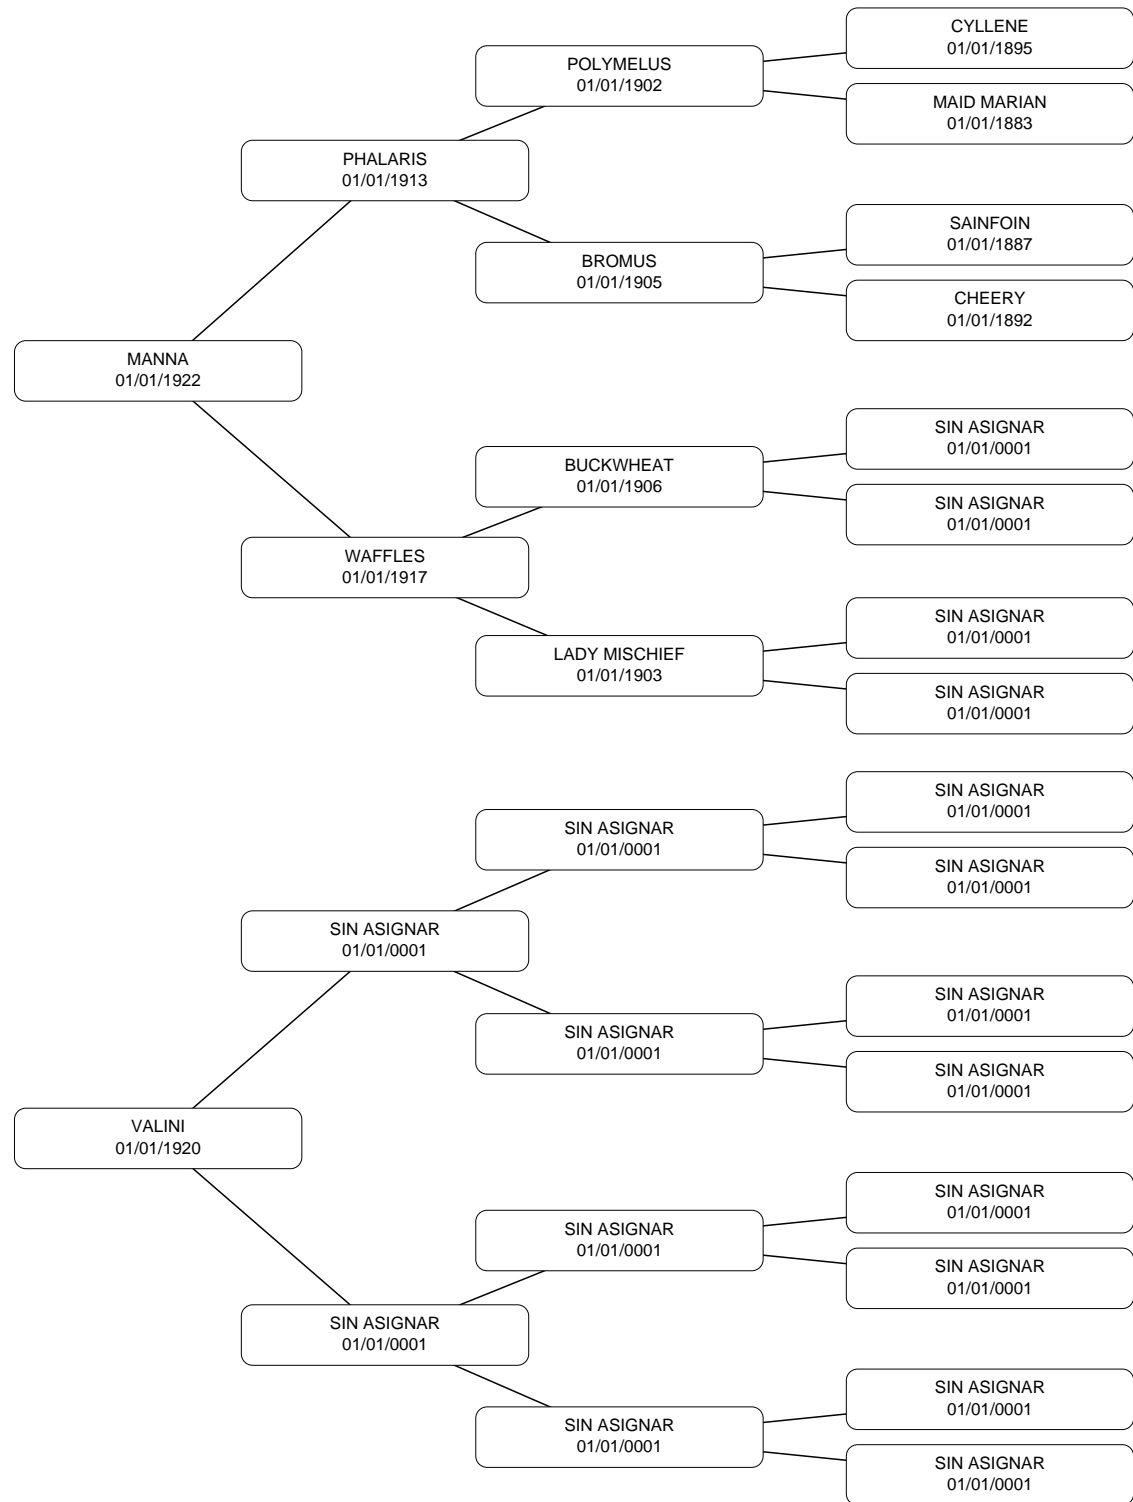 CYLLENE
01/01/1895
POLYMELUS
01/01/1902
MAID MARIAN
01/01/1883
PHALARIS
01/01/1913
SAINFOIN
01/01/1887
BROMUS
01/01/1905
CHEERY
01/01/1892
MANNA
01/01/1922
SIN ASIGNAR
01/01/0001
BUCKWHEAT
01/01/1906
SIN ASIGNAR
01/01/0001
WAFFLES
01/01/1917
SIN ASIGNAR
01/01/0001
LADY MISCHIEF
01/01/1903
SIN ASIGNAR
01/01/0001
SIN ASIGNAR
01/01/0001
SIN ASIGNAR
01/01/0001
SIN ASIGNAR
01/01/0001
SIN ASIGNAR
01/01/0001
SIN ASIGNAR
01/01/0001
SIN ASIGNAR
01/01/0001
SIN ASIGNAR
01/01/0001
VALINI
01/01/1920
SIN ASIGNAR
01/01/0001
SIN ASIGNAR
01/01/0001
SIN ASIGNAR
01/01/0001
SIN ASIGNAR
01/01/0001
SIN ASIGNAR
01/01/0001
SIN ASIGNAR
01/01/0001
SIN ASIGNAR
01/01/0001